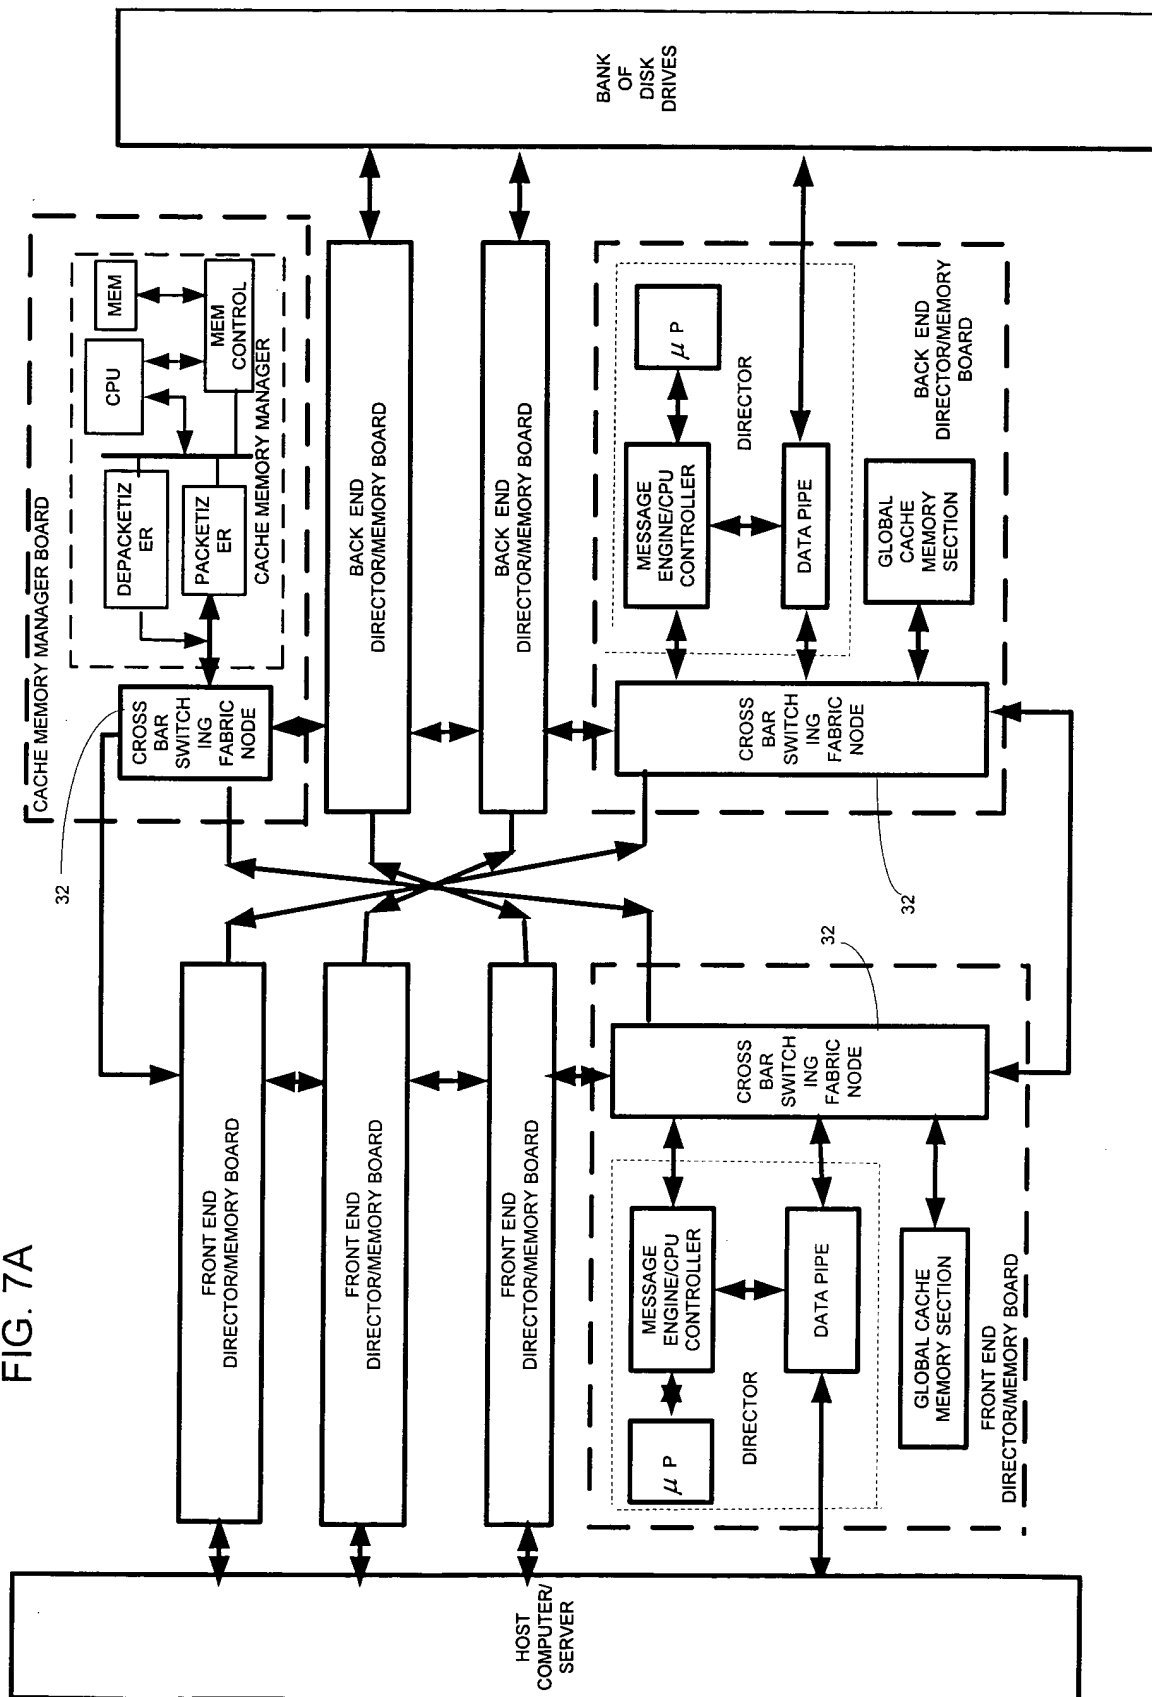 FIG. 7A
HOST
COMPUTER/
SERVER
FRONT END
DIRECTOR/MEMORY BOARD
FRONT END
DIRECTOR/MEMORY BOARD
FRONT END
DIRECTOR/MEMORY BOARD
μ P
MESSAGE
ENGINE/CPU
CONTROLLER
DIRECTOR
DATA PIPE
GLOBAL CACHE
MEMORY SECTION
FRONT END
DIRECTOR/MEMORY BOARD
CROSS
BAR
SWITCH
ING
FABRIC
NODE
32
CACHE MEMORY MANAGER BOARD
32
CROSS
BAR
SWITCH
ING
FABRIC
NODE
DEPACKETIZ
ER
PACKETIZ
ER
CPU
MEM
MEM
CONTROL
CACHE MEMORY MANAGER
BACK END
DIRECTOR/MEMORY BOARD
BACK END
DIRECTOR/MEMORY BOARD
CROSS
BAR
SWITCH
ING
FABRIC
NODE
32
MESSAGE
ENGINE/CPU
CONTROLLER
μ P
DIRECTOR
DATA PIPE
GLOBAL
CACHE
MEMORY
SECTION
BACK END
DIRECTOR/MEMORY
BOARD
BANK
OF
DISK
DRIVES